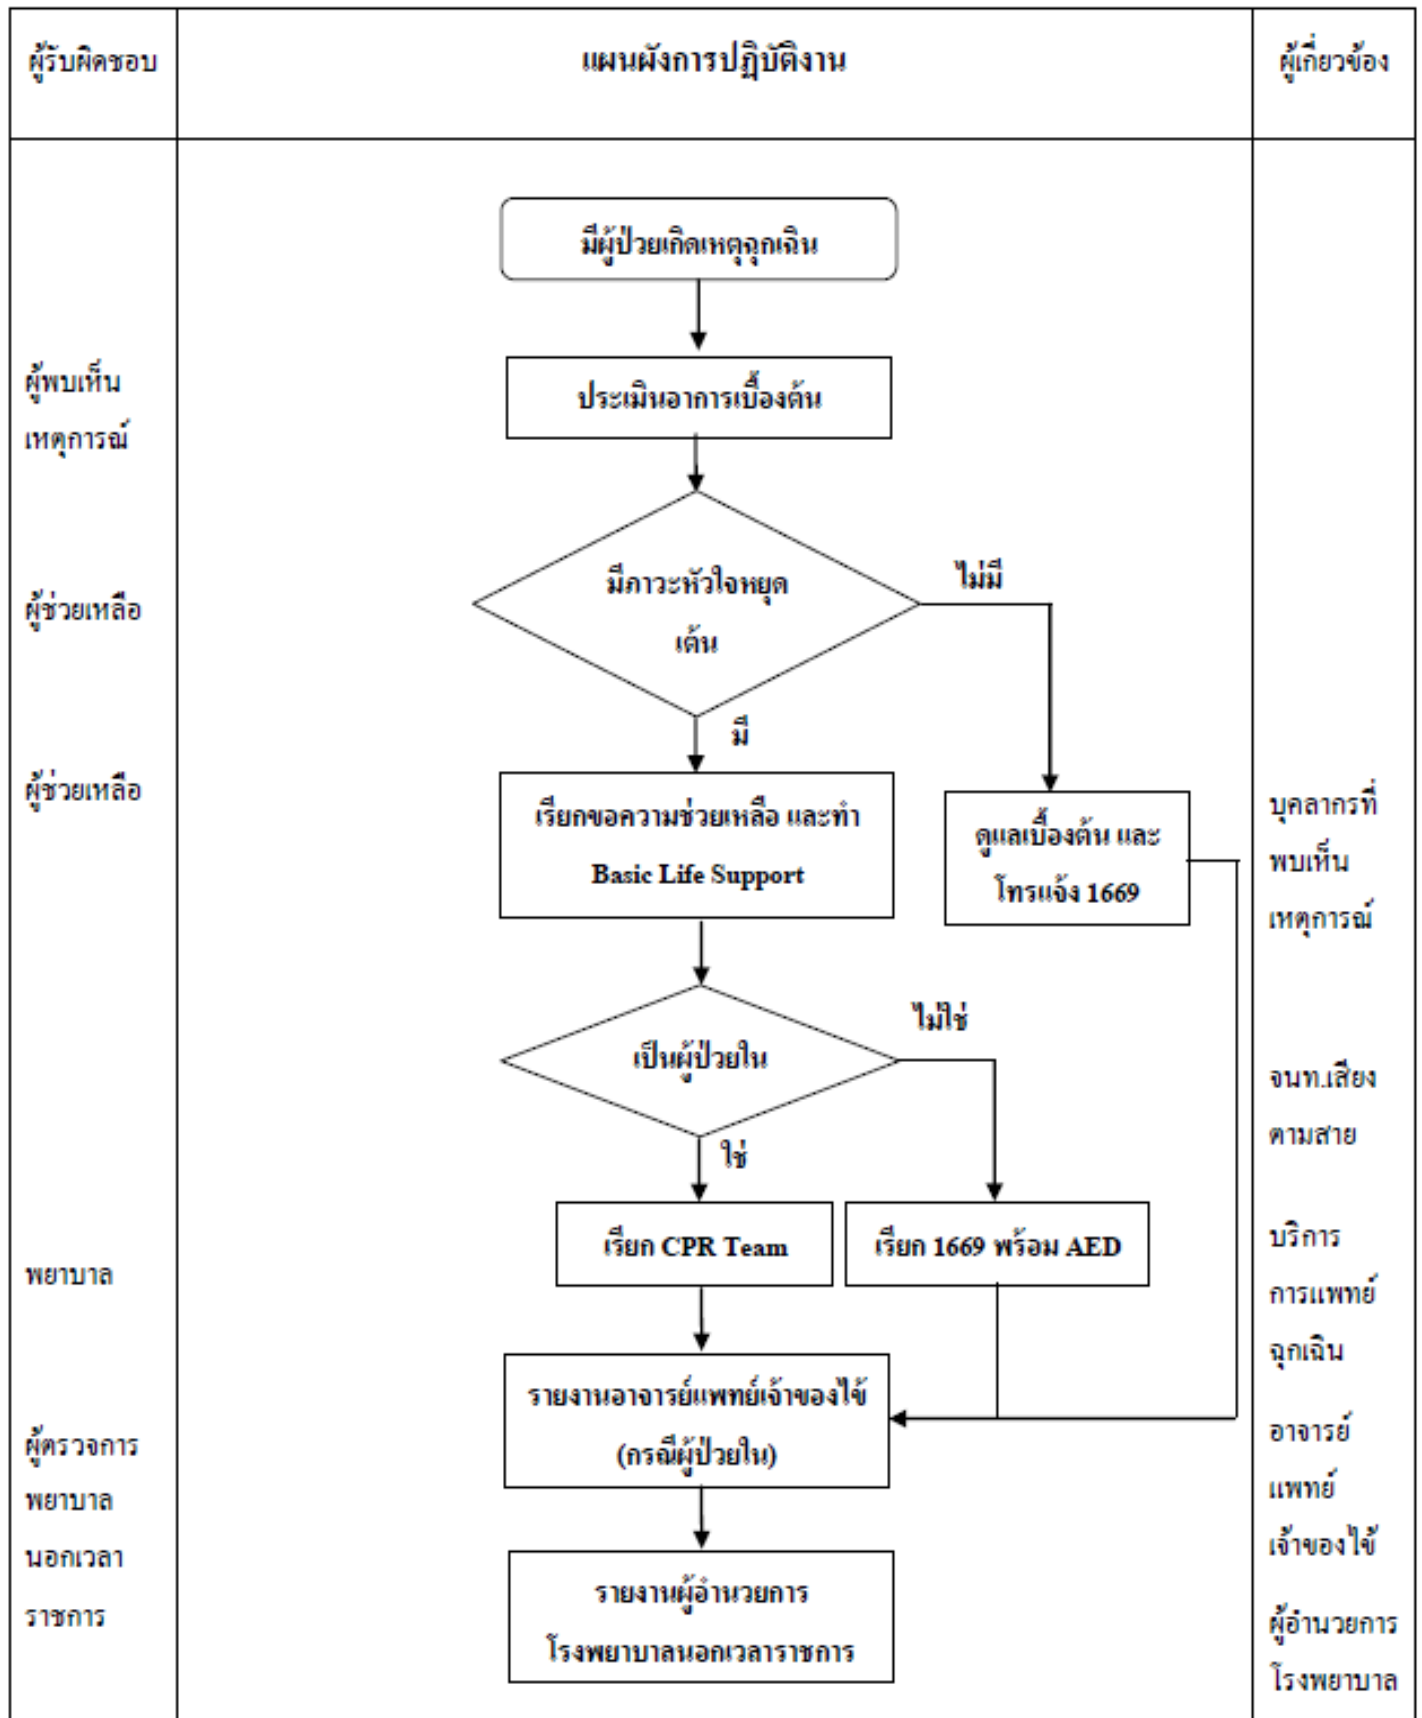 ผู้รับผิดชอบ
แผนผังการปฏิบัติงาน
ผู้เกี่ยวข้อง
มีผู้ป่วยเกิดเหตุฉุกเฉิน
ผู้พบเห็น
เหตุการณ์
ประเมินอาการเบื้องต้น
ผู้ช่วยเหลือ
มีภาวะหัวใจหยุด
เต้น
ไม่มี
มี
ผู้ช่วยเหลือ
เรียกขอความช่วยเหลือ และทำ
Basic Life Support
ดูแลเบื้องต้น และ
โทรแจ้ง 1669
บุคลากรที่
พบเห็น
เหตุการณ์
เป็นผู้ป่วยใน
ไม่ใช่
ใช่
จนท.เสียง
ตามสาย
พยาบาล
เรียก CPR Team
เรียก 1669 พร้อม AED
บริการ
การแพทย์
ฉุกเฉิน
รายงานอาจารย์แพทย์เจ้าของไข้
(กรณีผู้ป่วยใน)
อาจารย์
แพทย์
เจ้าของไข้
ผู้ตรวจการ
พยาบาล
นอกเวลา
ราชการ
รายงานผู้อำนวยการ
โรงพยาบาลนอกเวลาราชการ
ผู้อำนวยการ
โรงพยาบาล